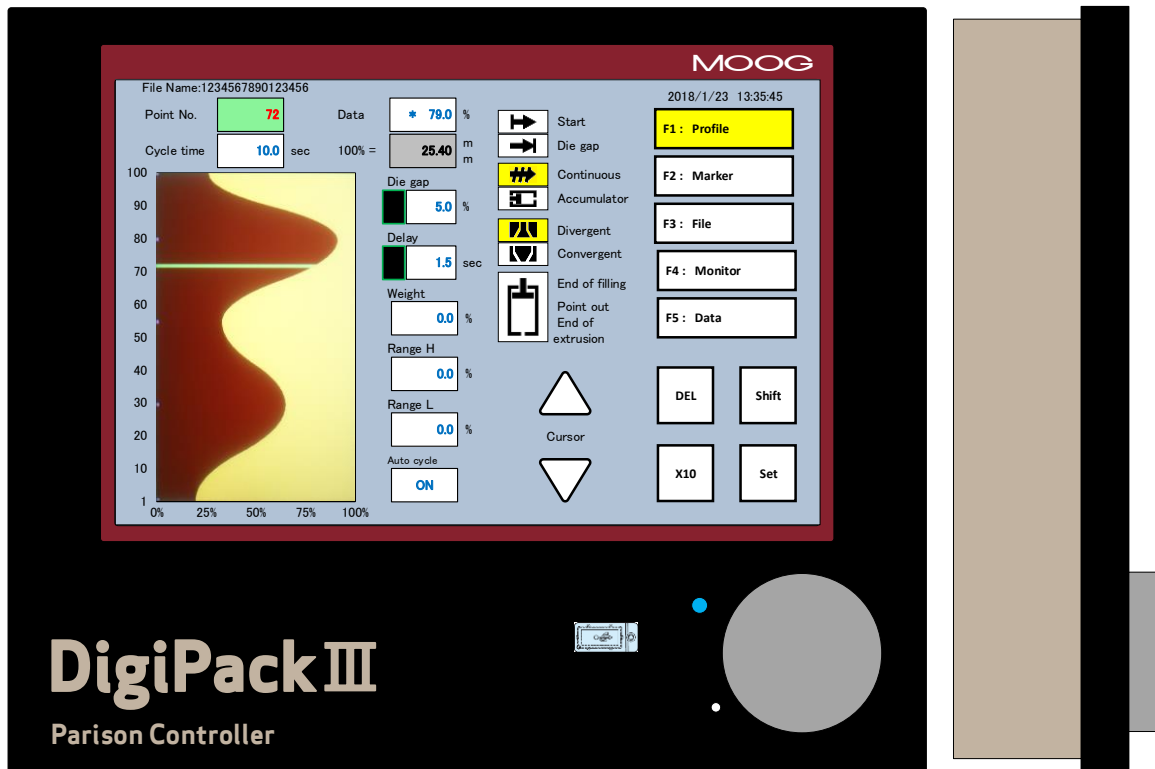 MOOG
File Name:1234567890123456
2018/1/23 13:35:45
Point No. 72
Data * 79.0 %
Cycle time 10.0 sec
100% = 25.40 m
m
Start
Die gap
Continuous
Accumulator
Divergent
Convergent
End of filling
Point out
End of
extrusion
F1 : Profile
F2 : Marker
F3 : File
F4 : Monitor
F5 : Data
100
90
80
70
60
50
40
30
20
10
1
0% 25% 50% 75% 100%
Die gap
5.0 %
Delay
1.5 sec
Weight
0.0 %
Range H
0.0 %
Range L
0.0 %
Auto cycle
ON
Cursor
DEL Shift
X10 Set
DigiPackⅢ
Parison Controller